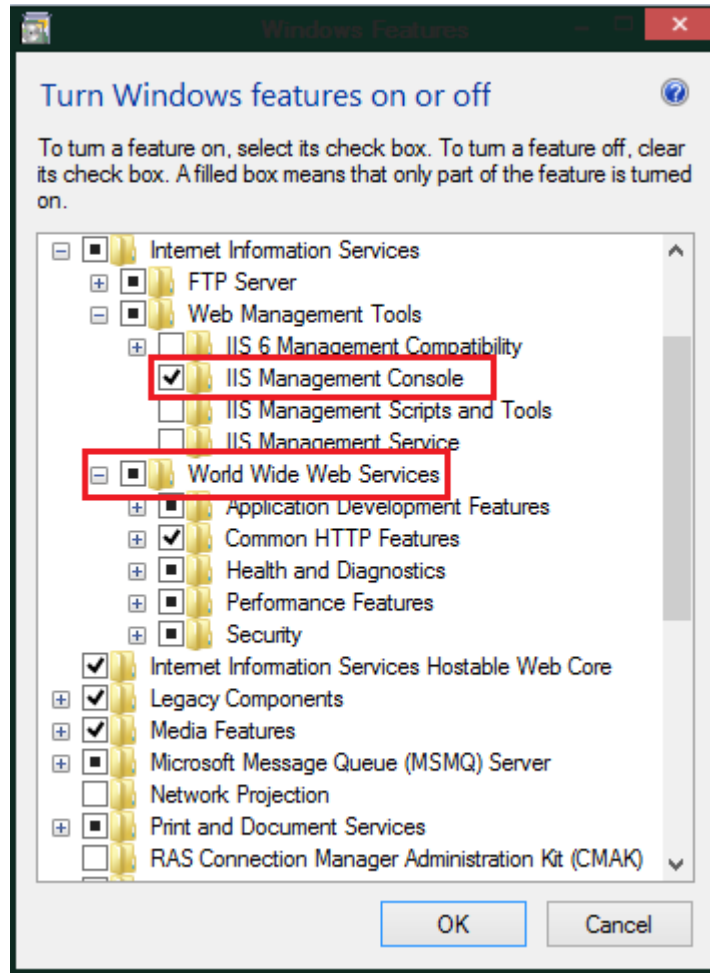 Windows Features
Turn Windows features on or off
To turn a feature on, select its check box. To turn a feature off, clear
its check box. A filled box means that only part of the feature is turned
on.
Internet Information Services
FTP Server
Web Management Tools
IIS 6 Management Compatibility
IIS Management Console
IIS Management Scripts and Tools
IIS Management Service
World Wide Web Services
Application Development Features
Common HTTP Features
Health and Diagnostics
Performance Features
Security
Internet Information Services Hostable Web Core
Legacy Components
Media Features
Microsoft Message Queue (MSMQ) Server
Network Projection
Print and Document Services
RAS Connection Manager Administration Kit (CMAK)
OK Cancel